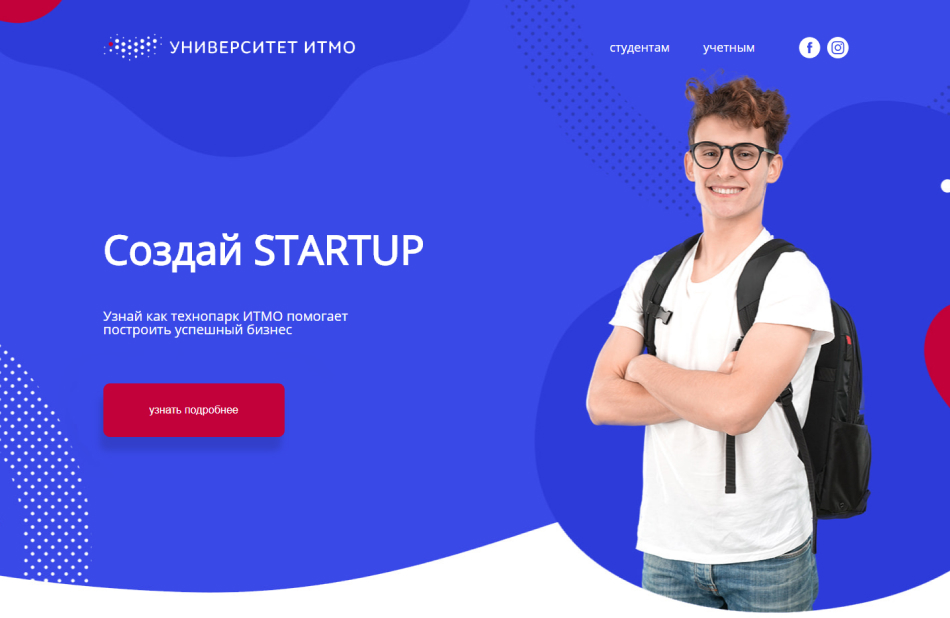 УНИВЕРСИТЕТ ИТМО
студентам
учетным
Создай STARTUP
Узнай как технопарк ИТМО помогает
построить успешный бизнес
узнать подробнее